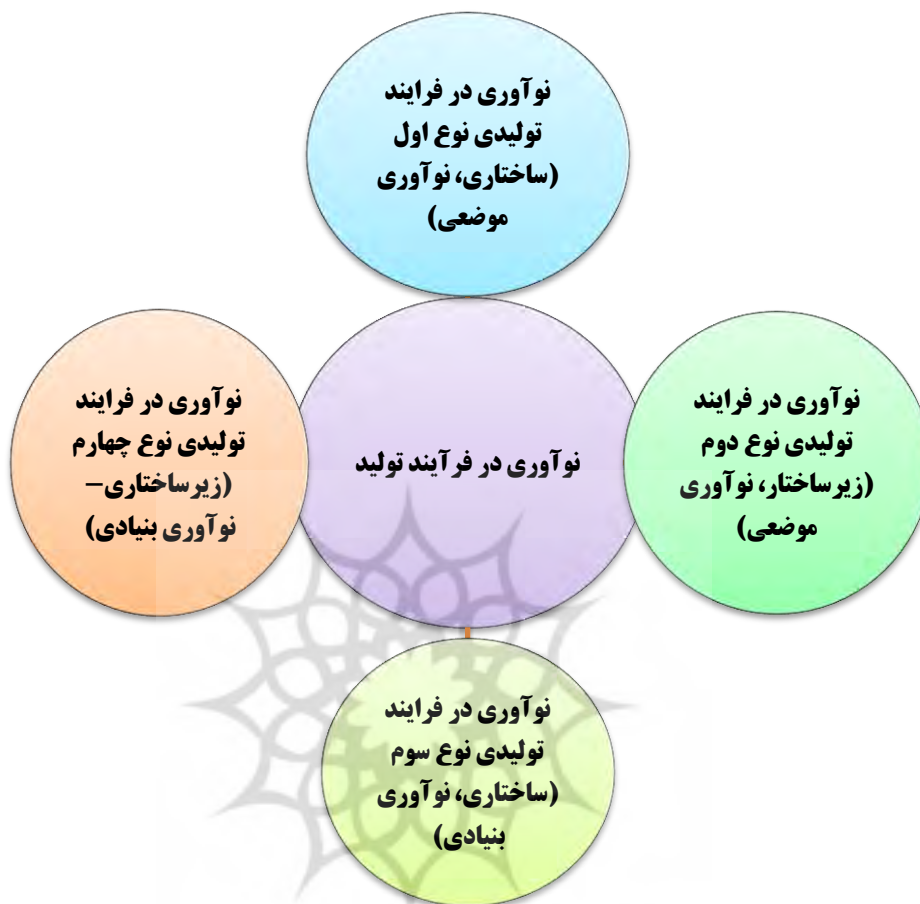 نوآوری در فرایند
تولیدی نوع اول
(ساختاری، نوآوری
موضعی)
نوآوری در فرایند
تولیدی نوع دوم
(زیرساختار، نوآوری
موضعی)
نوآوری در فرآیند تولید
نوآوری در فرایند
تولیدی نوع چهارم
(زیرساختاری–
نوآوری بنیادی)
نوآوری در فرایند
تولیدی نوع سوم
(ساختاری، نوآوری
بنیادی)